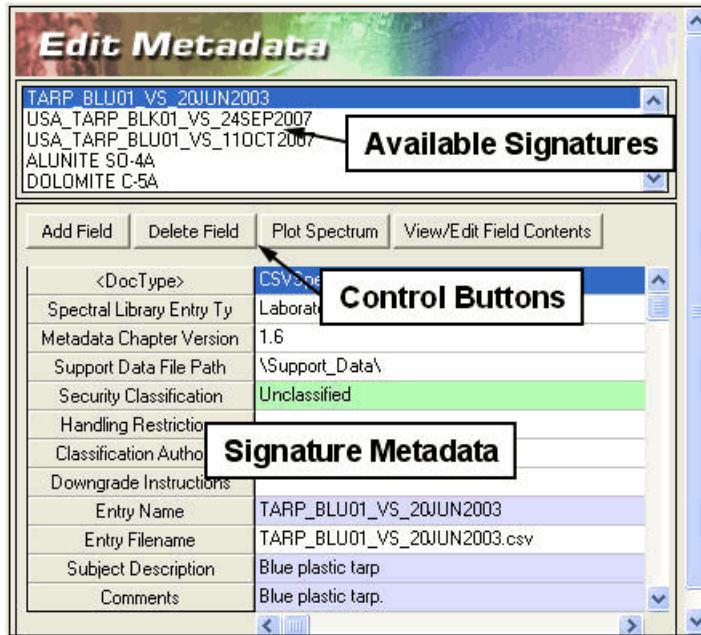 Edit Metadata
TARP_BLU01_VS_20JUN2003
USA_TARP_BLK01_VS_24SEP2007
USA_TARP_BLU01_VS_11OCT2007
ALUNITE SO-4A
DOLOMITE C-5A
Available Signatures
Add Field Delete Field Plot Spectrum View/Edit Field Contents
Control Buttons
<DocType>
Spectral Library Entry Ty
Metadata Chapter Version 1.6
Support Data File Path \Support_Data\
Security Classification Unclassified
Handling
Classification
Signature Metadata
Downgrade Instructions
Entry Name TARP_BLU01_VS_20JUN2003
Entry Filename TARP_BLU01_VS_20JUN2003.csv
Subject Description Blue plastic tarp
Comments Blue plastic tarp.